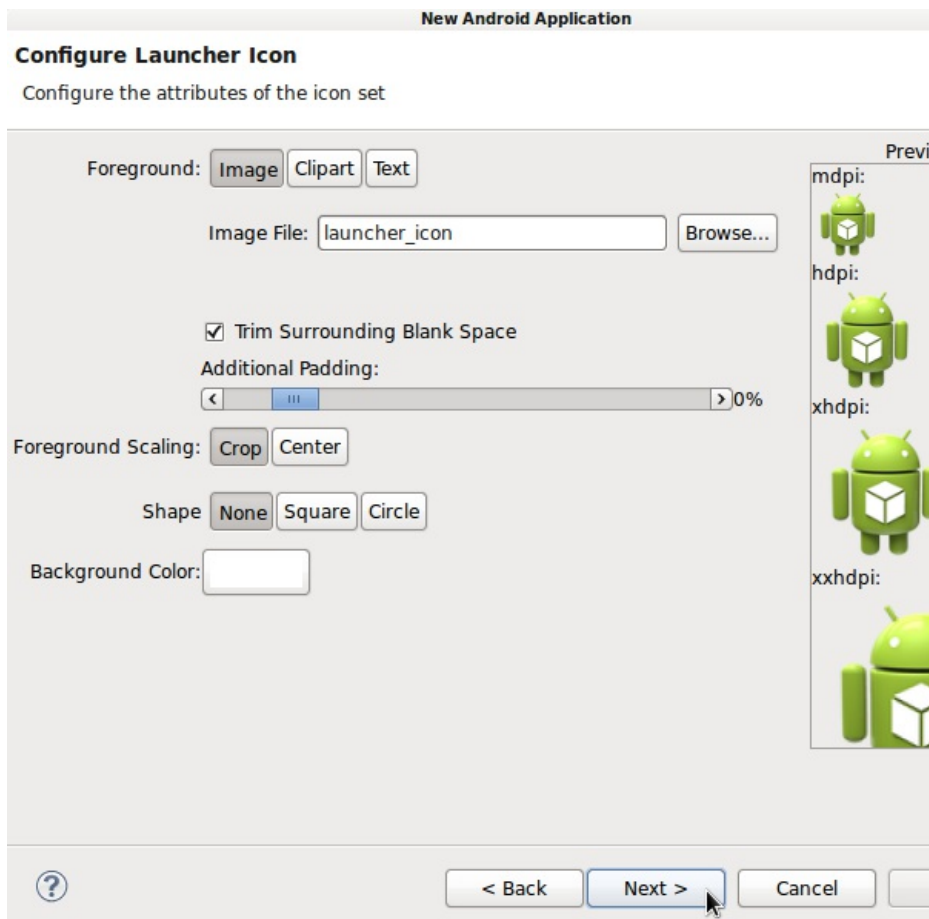 New Android Application
Configure Launcher Icon
Configure the attributes of the icon set
Previ
Foreground: Image Clipart Text
mdpi:
Image File: launcher_icon Browse...
hdpi:
Trim Surrounding Blank Space
Additional Padding:
< > 0%
xhdpi:
Foreground Scaling: Crop Center
Shape None Square Circle
Background Color:
xxhdpi:
? < Back Next > Cancel